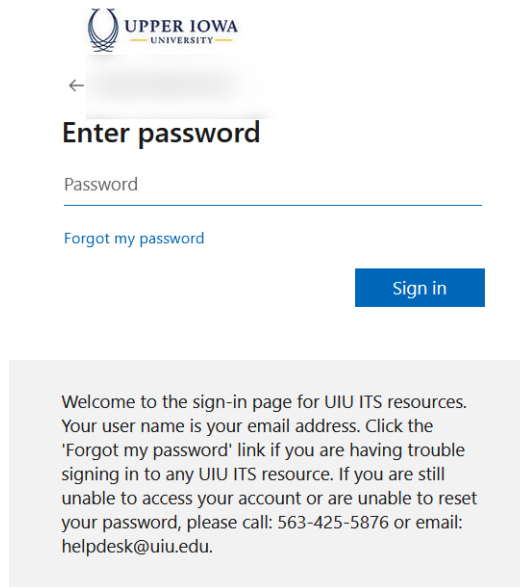 UPPER IOWA
UNIVERSITY
Enter password
Password
Forgot my password
Sign in
Welcome to the sign-in page for UIU ITS resources.
Your user name is your email address. Click the
'Forgot my password' link if you are having trouble
signing in to any UIU ITS resource. If you are still
unable to access your account or are unable to reset
your password, please call: 563-425-5876 or email:
helpdesk@uiu.edu.